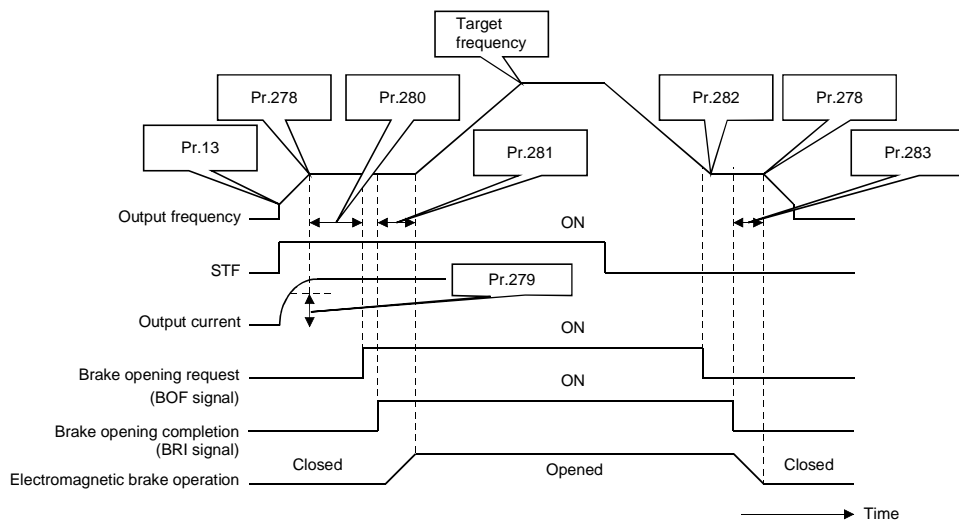 Target
frequency
Pr.278
Pr.280
Pr.282
Pr.278
Pr.13
Pr.281
Pr.283
Output frequency
ON
STF
Pr.279
Output current
ON
Brake opening request
(BOF signal)
ON
Brake opening completion
(BRI signal)
Closed
Opened
Closed
Electromagnetic brake operation
Time